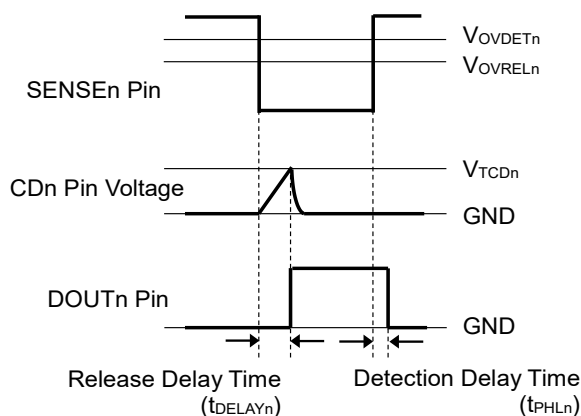 VOVDETn
VOVRELn
SENSEn Pin
VTCDn
CDn Pin Voltage
GND
DOUTn Pin
GND
Release Delay Time
(tDELAYn)
Detection Delay Time
(tPHLn)